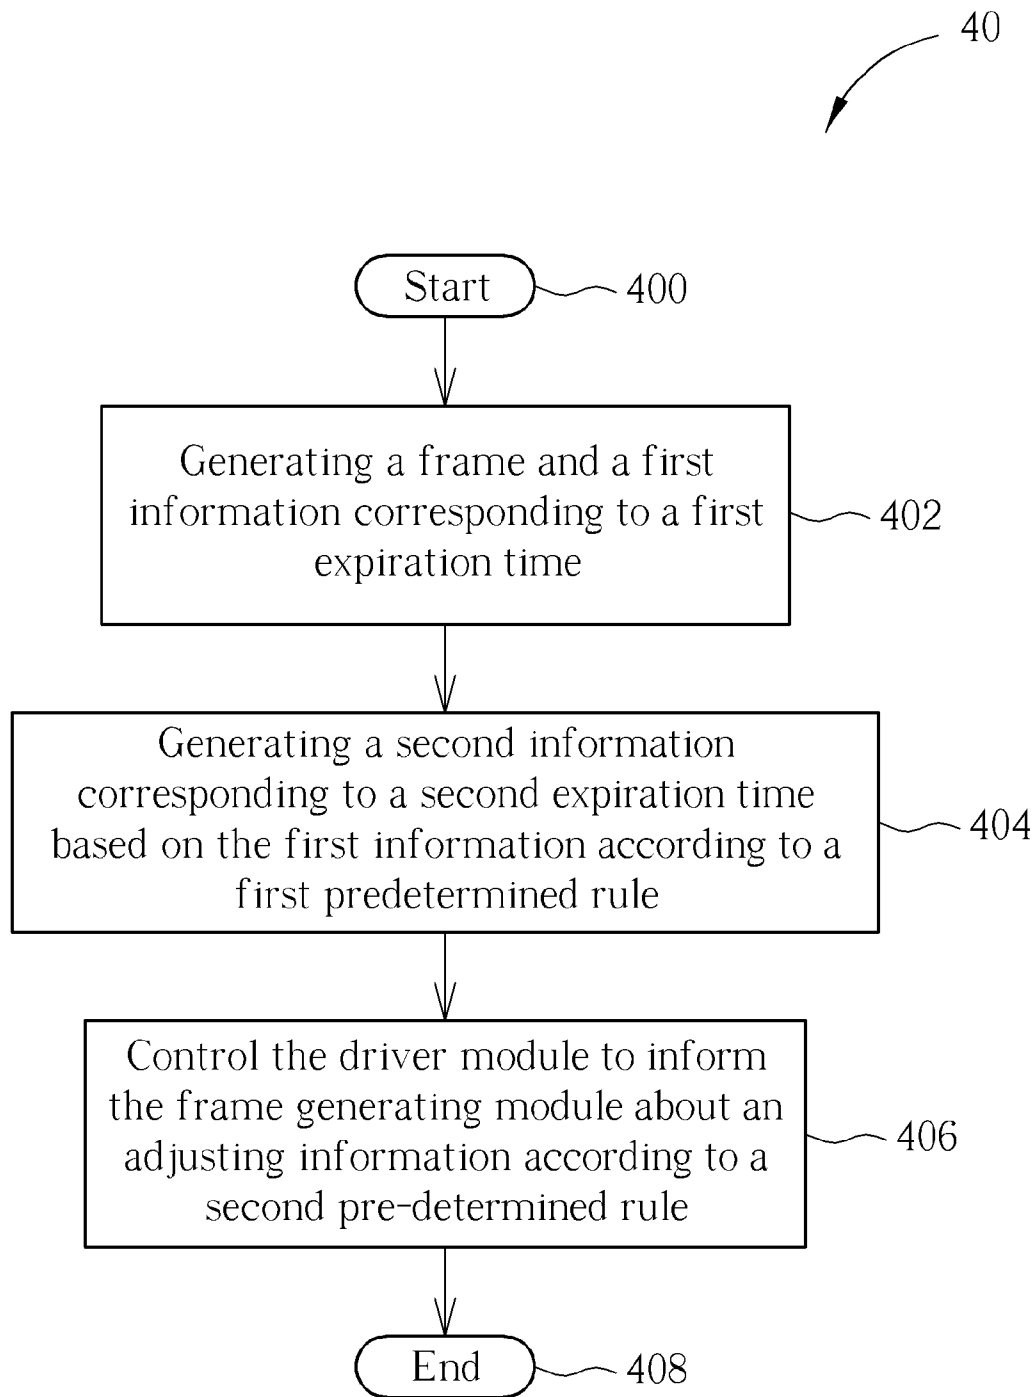 40
Start
400
Generating a frame and a first
information corresponding to a first
expiration time
402
Generating a second information
corresponding to a second expiration time
based on the first information according to a
first predetermined rule
404
Control the driver module to inform
the frame generating module about an
adjusting information according to a
second pre-determined rule
406
End
408